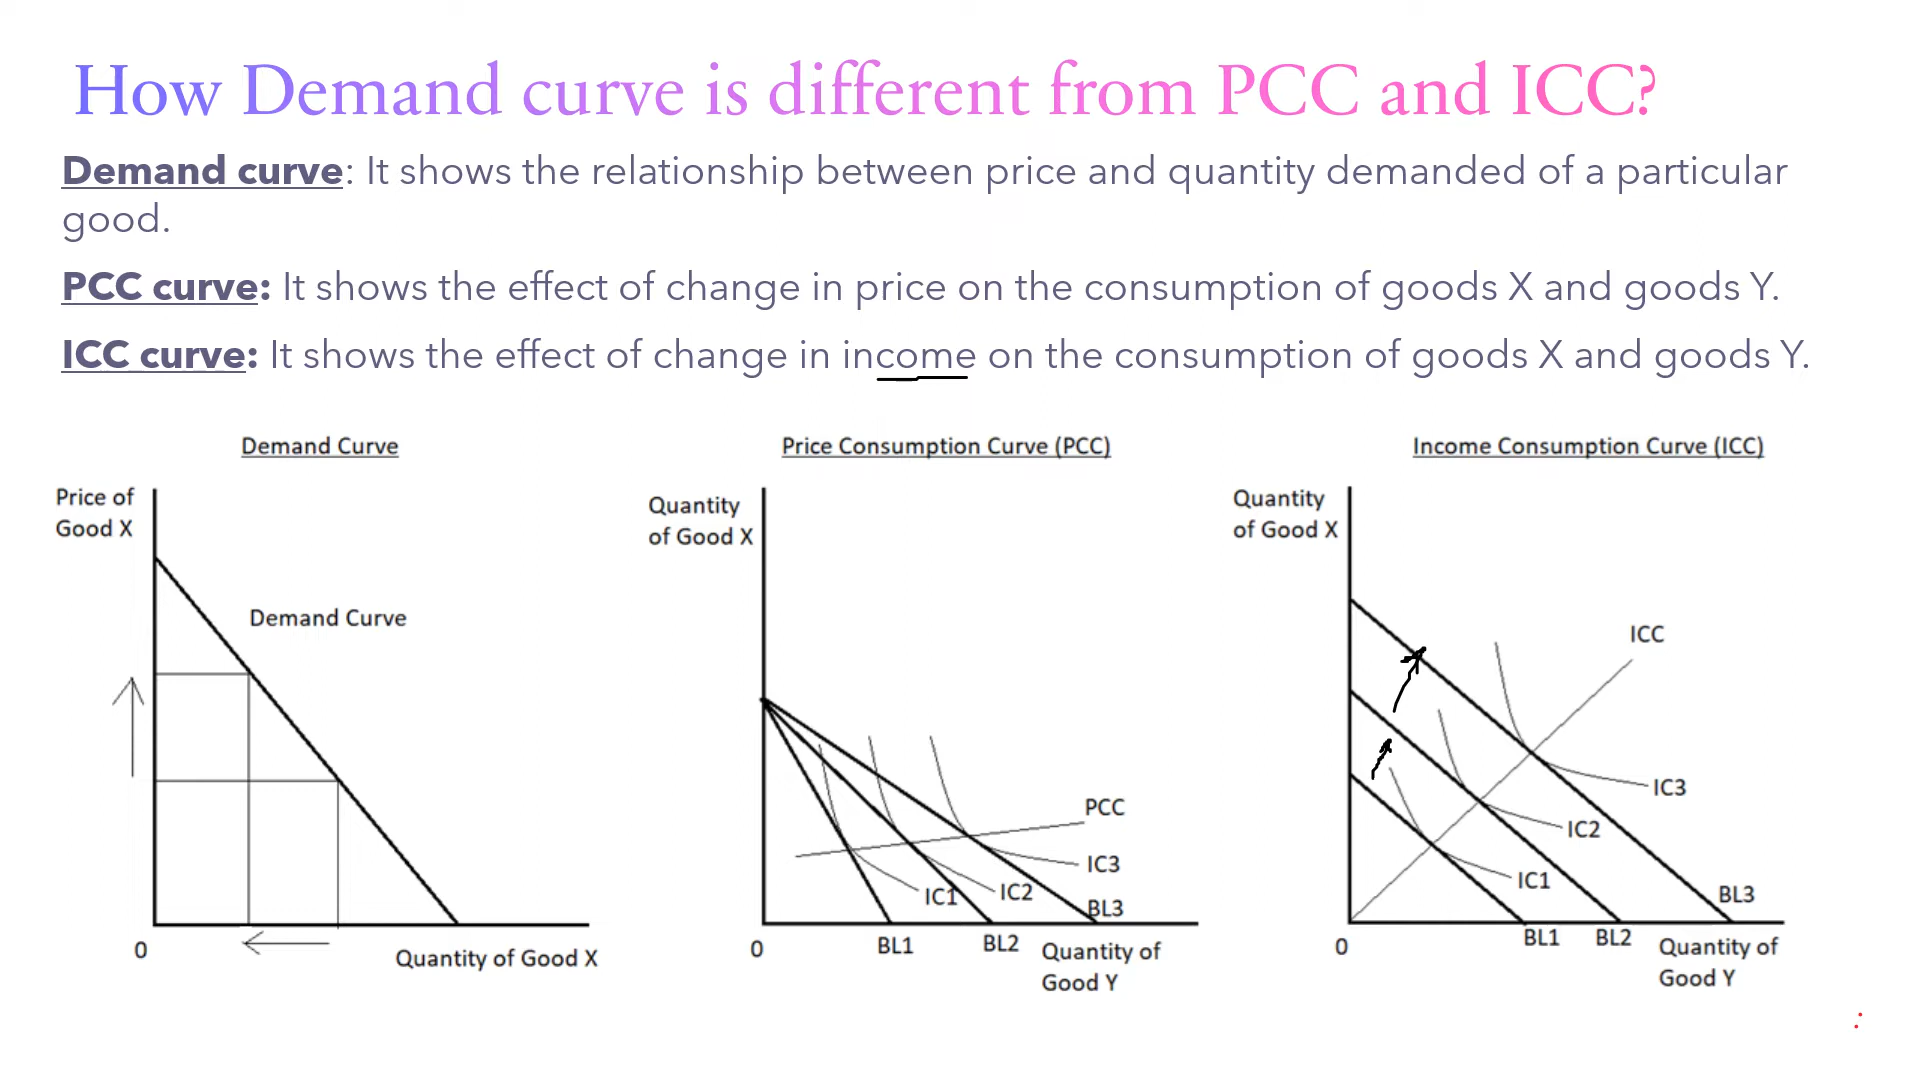 How Demand curve is different from PCC and ICC?
Demand curve: It shows the relationship between price and quantity demanded of a particular
good.
PCC curve: It shows the effect of change in price on the consumption of goods X and goods Y.
ICC curve: It shows the effect of change in income on the consumption of goods X and goods Y.
Demand Curve
Price of
Good X
Demand Curve
0
Quantity of Good X
Price Consumption Curve (PCC)
Quantity
of Good X
PCC
IC3
IC2
IC1
BL3
BL1
BL2
0
Quantity of
Good Y
Income Consumption Curve (ICC)
Quantity
of Good X
ICC
IC3
IC2
IC1
BL3
BL1
BL2
0
Quantity of
Good Y